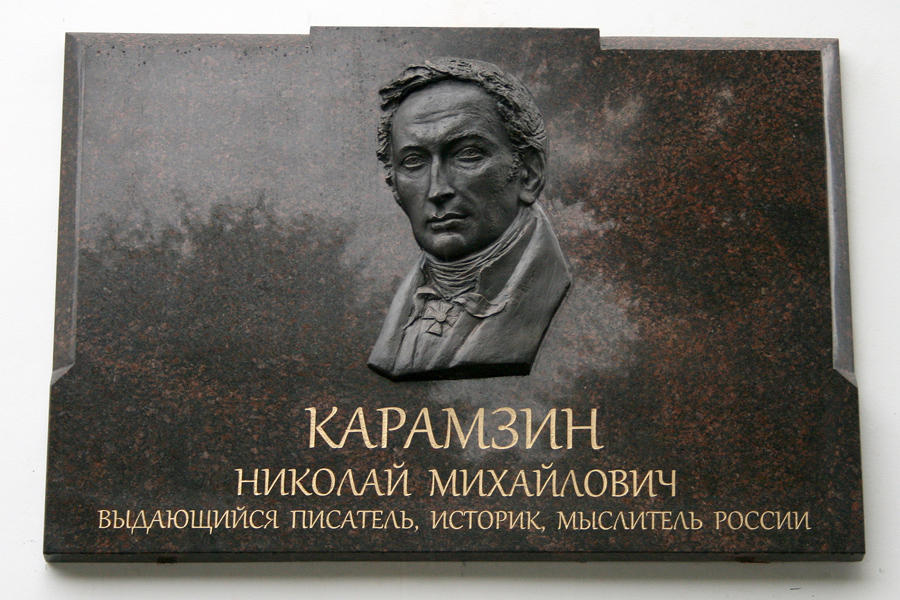 КАРАМЗИН
НИКОЛАЙ МИХАЙЛОВИЧ
ВЫДАЮЩИЙСЯ ПИСАТЕЛЬ, ИСТОРИК, МЫСЛИТЕЛЬ РОССИИ